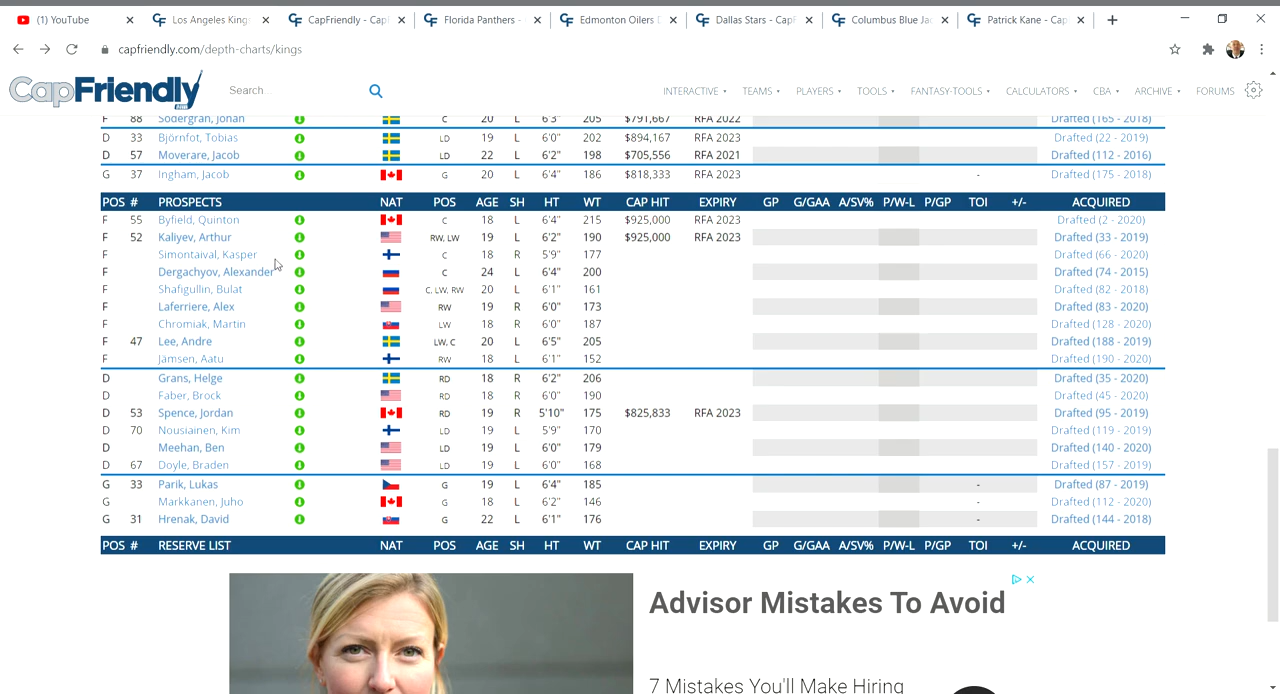 (1) YouTube × Los Angeles King × CapFriendly - Cap × Florida Panthers - × Edmonton Oilers D × Dallas Stars - CapF × Columbus Blue Jac × Patrick Kane - Cap ×
capfriendly.com/depth-charts/kings
CapFriendly Search... INTERACTIVE TEAMS PLAYERS TOOLS FANTASY-TOOLS CALCULATORS CBA ARCHIVE FORUMS
F 88 Södergran, Johan C 20 L 6'3" 205 $791,667 RFA 2022 Drafted (165 - 2018)
D 33 Björnfot, Tobias LD 19 L 6'0" 202 $894,167 RFA 2023 Drafted (22 - 2019)
D 57 Moverare, Jacob LD 22 L 6'2" 198 $705,556 RFA 2021 Drafted (112 - 2016)
G 37 Ingham, Jacob G 20 L 6'4" 186 $818,333 RFA 2023 - Drafted (175 - 2018)
POS # PROSPECTS NAT POS AGE SH HT WT CAP HIT EXPIRY GP G/GAA A/SV% P/W-L P/GP TOI +/- ACQUIRED
F 55 Byfield, Quinton C 18 L 6'4" 215 $925,000 RFA 2023 Drafted (2 - 2020)
F 52 Kaliyev, Arthur RW, LW 19 L 6'2" 190 $925,000 RFA 2023 Drafted (33 - 2019)
F Simontaival, Kasper C 18 R 5'9" 177 Drafted (66 - 2020)
F Dergachyov, Alexander C 24 L 6'4" 200 Drafted (74 - 2015)
F Shafigullin, Bulat C, LW, RW 20 L 6'1" 161 Drafted (82 - 2018)
F Laferriere, Alex RW 19 R 6'0" 173 Drafted (83 - 2020)
F Chromiak, Martin LW 18 R 6'0" 187 Drafted (128 - 2020)
F 47 Lee, Andre LW, C 20 L 6'5" 205 Drafted (188 - 2019)
F Jämsen, Aatu RW 18 L 6'1" 152 Drafted (190 - 2020)
D Grans, Helge RD 18 R 6'2" 206 Drafted (35 - 2020)
D Faber, Brock RD 18 R 6'0" 190 Drafted (45 - 2020)
D 53 Spence, Jordan RD 19 R 5'10" 175 $825,833 RFA 2023 Drafted (95 - 2019)
D 70 Nousiainen, Kim LD 19 L 5'9" 170 Drafted (119 - 2019)
D Meehan, Ben LD 19 L 6'0" 179 Drafted (140 - 2020)
D 67 Doyle, Braden LD 19 L 6'0" 168 Drafted (157 - 2019)
G 33 Parik, Lukas G 19 L 6'4" 185 - Drafted (87 - 2019)
G Markkanen, Juho G 18 L 6'2" 146 - Drafted (112 - 2020)
G 31 Hrenak, David G 22 L 6'1" 176 - Drafted (144 - 2018)
POS # RESERVE LIST NAT POS AGE SH HT WT CAP HIT EXPIRY GP G/GAA A/SV% P/W-L P/GP TOI +/- ACQUIRED
Advisor Mistakes To Avoid
7 Mistakes You'll Make Hiring